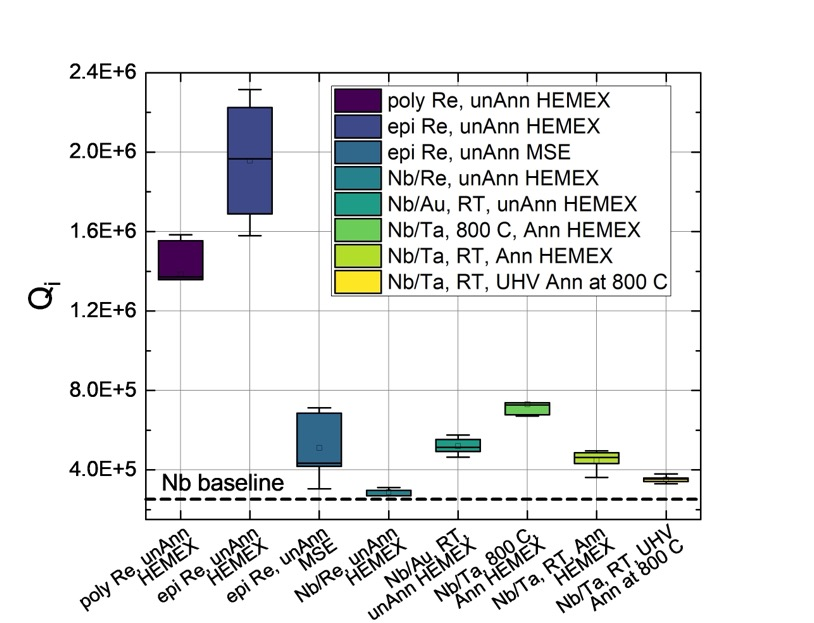 2.4E+6
2.0E+6
1.6E+6
1.2E+6
8.0E+5
4.0E+5
Qi
poly Re, unAnn HEMEX
epi Re, unAnn HEMEX
epi Re, unAnn MSE
Nb/Re, unAnn HEMEX
Nb/Au, RT, unAnn HEMEX
Nb/Ta, 800 C, Ann HEMEX
Nb/Ta, RT, Ann HEMEX
Nb/Ta, RT, UHV Ann at 800 C
Nb baseline
poly Re, unAnn
HEMEX
epi Re, unAnn
HEMEX
epi Re, unAnn
MSE
Nb/Re, unAnn
HEMEX
Nb/Au, RT,
unAnn HEMEX
Nb/Ta, 800 C,
Ann HEMEX
Nb/Ta, RT, Ann
HEMEX
Nb/Ta, RT, UHV
Ann at 800 C